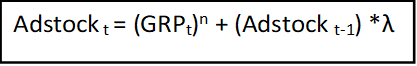 Adstock t = (GRPt)n + (Adstock t-1) *λ